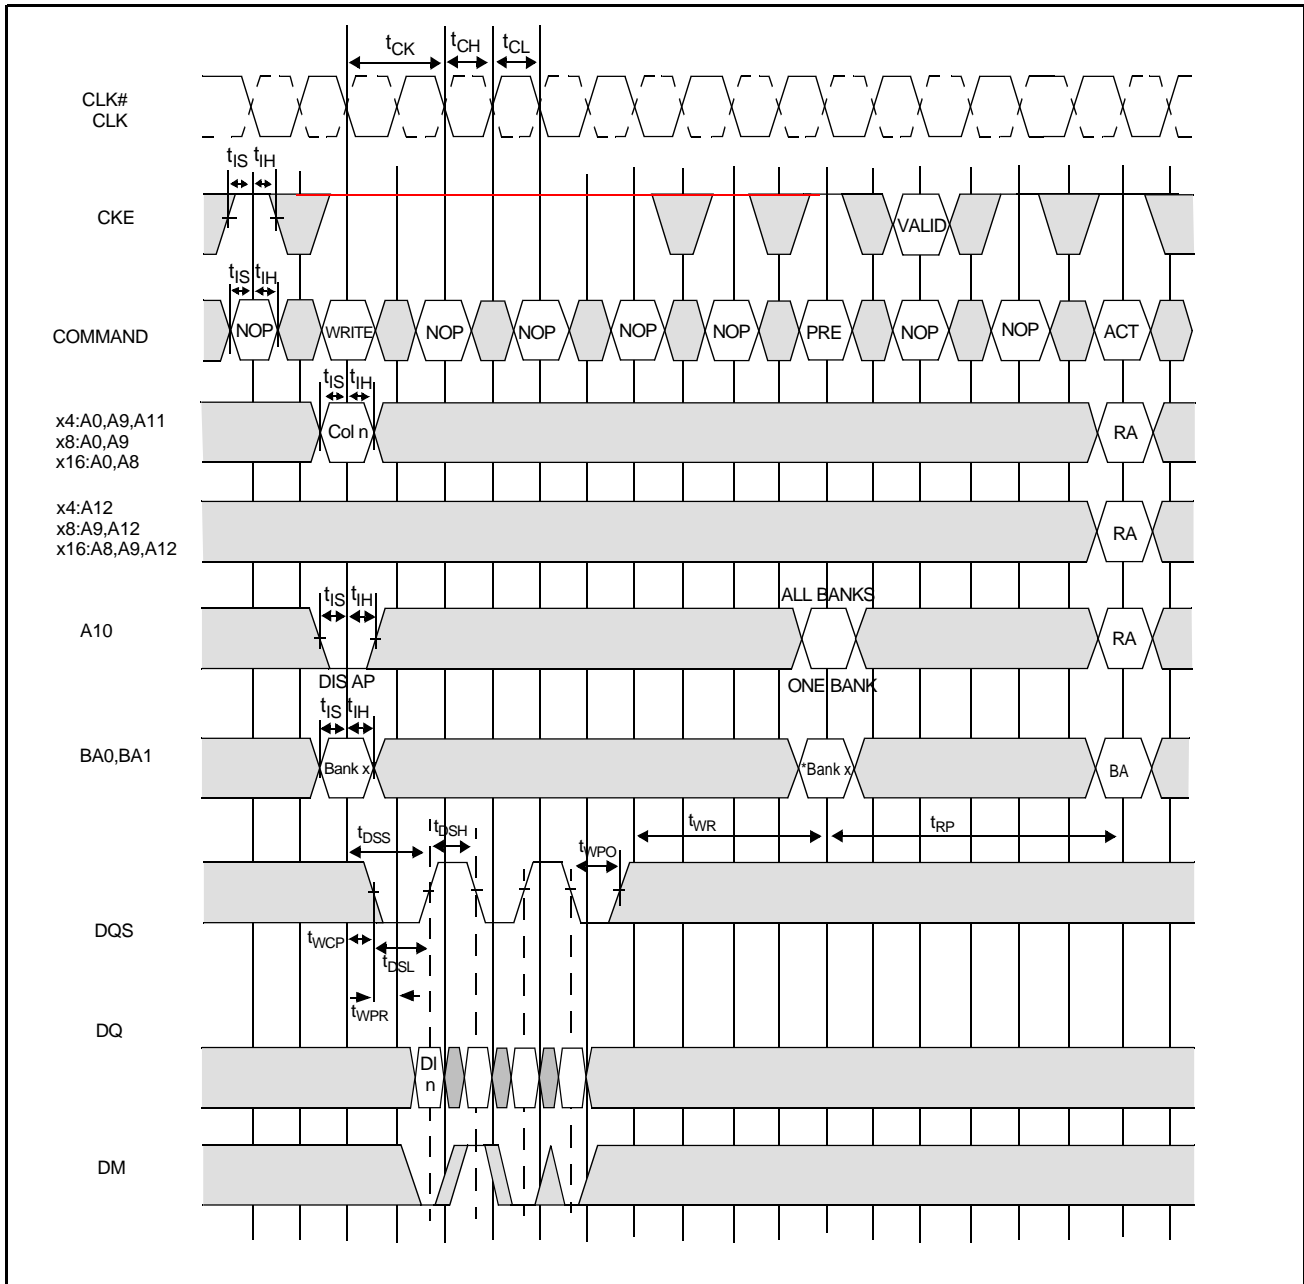 tCK tCH tCL
CLK#
CLK
tIS tIH
CKE
VALID
tIS tIH
COMMAND
NOP WRITE NOP NOP NOP NOP PRE NOP NOP ACT
tIS tIH
x4:A0,A9,A11
x8:A0,A9
x16:A0,A8
Col n RA
x4:A12
x8:A9,A12
x16:A8,A9,A12
RA
ALL BANKS
tIS tIH
A10
RA
DIS AP ONE BANK
tIS tIH
BA0,BA1
Bank x *Bank x BA
tDSS tDSH tWR tRP
tWPO
DQS
tWCP
tDSL
tWPR
DQ
DI
n
DM